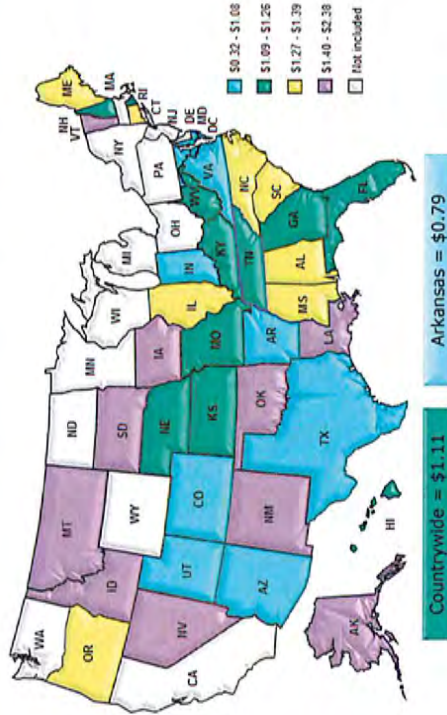 WA
OR
CA
NV
ID
MT
WY
UT
AZ
CO
NM
ND
SD
NE
KS
OK
TX
MN
IA
MO
AR
LA
WI
IL
MS
MI
IN
KY
TN
AL
OH
WV
GA
FL
SC
NC
VA
PA
NY
VT
NH
ME
MA
RI
CT
NJ
DE
MD
DC
AK
HI
$0.32 - $1.08
$1.09 - $1.26
$1.27 - $1.39
$1.40 - $2.38
Not included
Countrywide = $1.11
Arkansas = $0.79